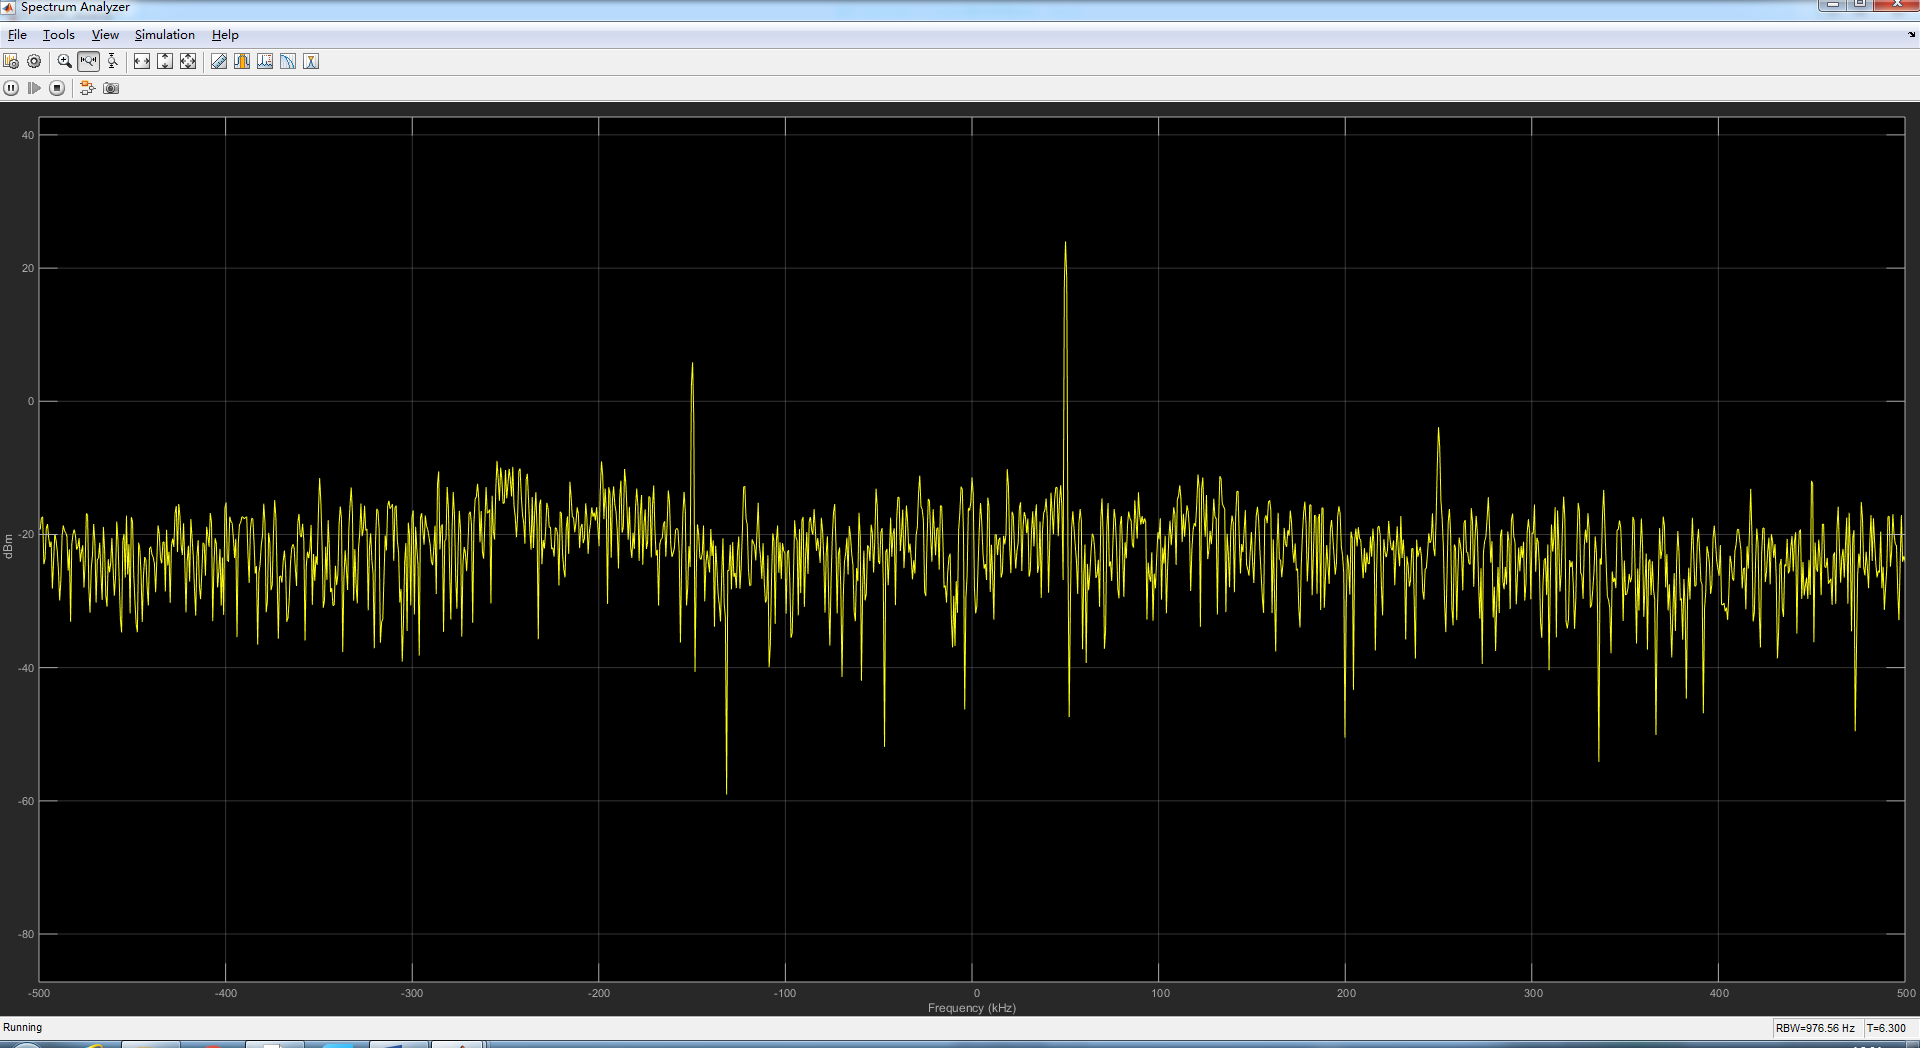 Spectrum Analyzer
File Tools View Simulation Help
40
20
0
-20
-40
-60
-80
dBm
-500 -400 -300 -200 -100 0 100 200 300 400 500
Frequency (kHz)
Running RBW=976.56 Hz T=6.300